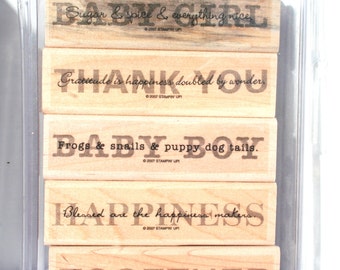 BABY GIRL
Sugar & spice & everything nice.
© 2007 STAMPIN' UP!
THANK YOU
Gratitude is happiness doubled by wonder.
© 2007 STAMPIN' UP!
BABY BOY
Frogs & snails & puppy dog tails.
© 2007 STAMPIN' UP!
HAPPINESS
Blessed are the happiness makers.
© 2007 STAMPIN' UP!